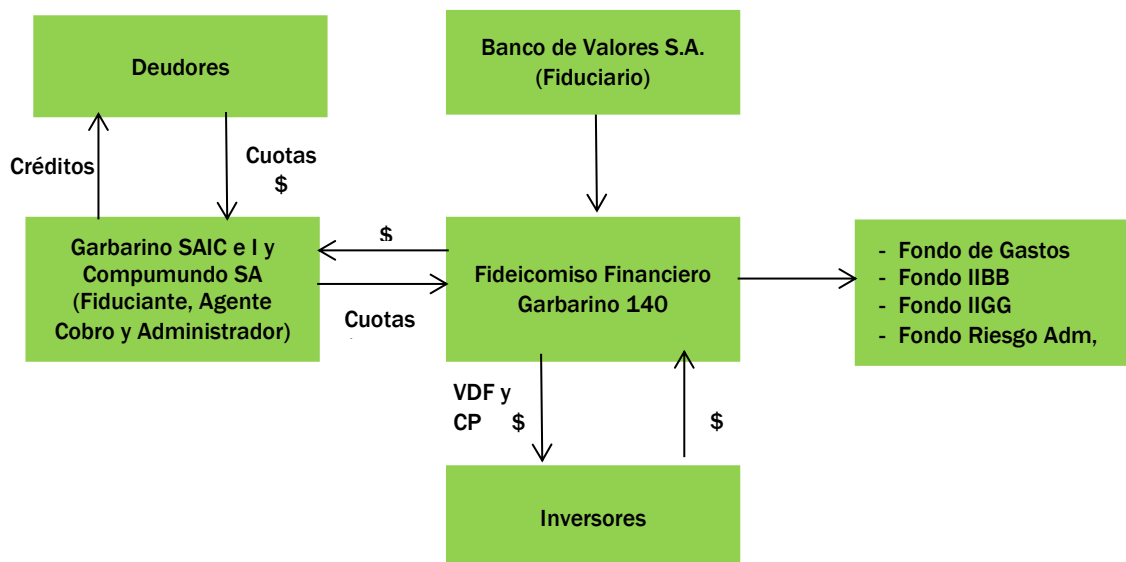 Deudores
Banco de Valores S.A.
(Fiduciario)
Créditos
Cuotas
$
Garbarino SAIC e I y
Compumundo SA
(Fiduciante, Agente
Cobro y Administrador)
$
Cuotas
Fideicomiso Financiero
Garbarino 140
- Fondo de Gastos
- Fondo IIBB
- Fondo IIGG
- Fondo Riesgo Adm,
VDF y
CP $
$
Inversores